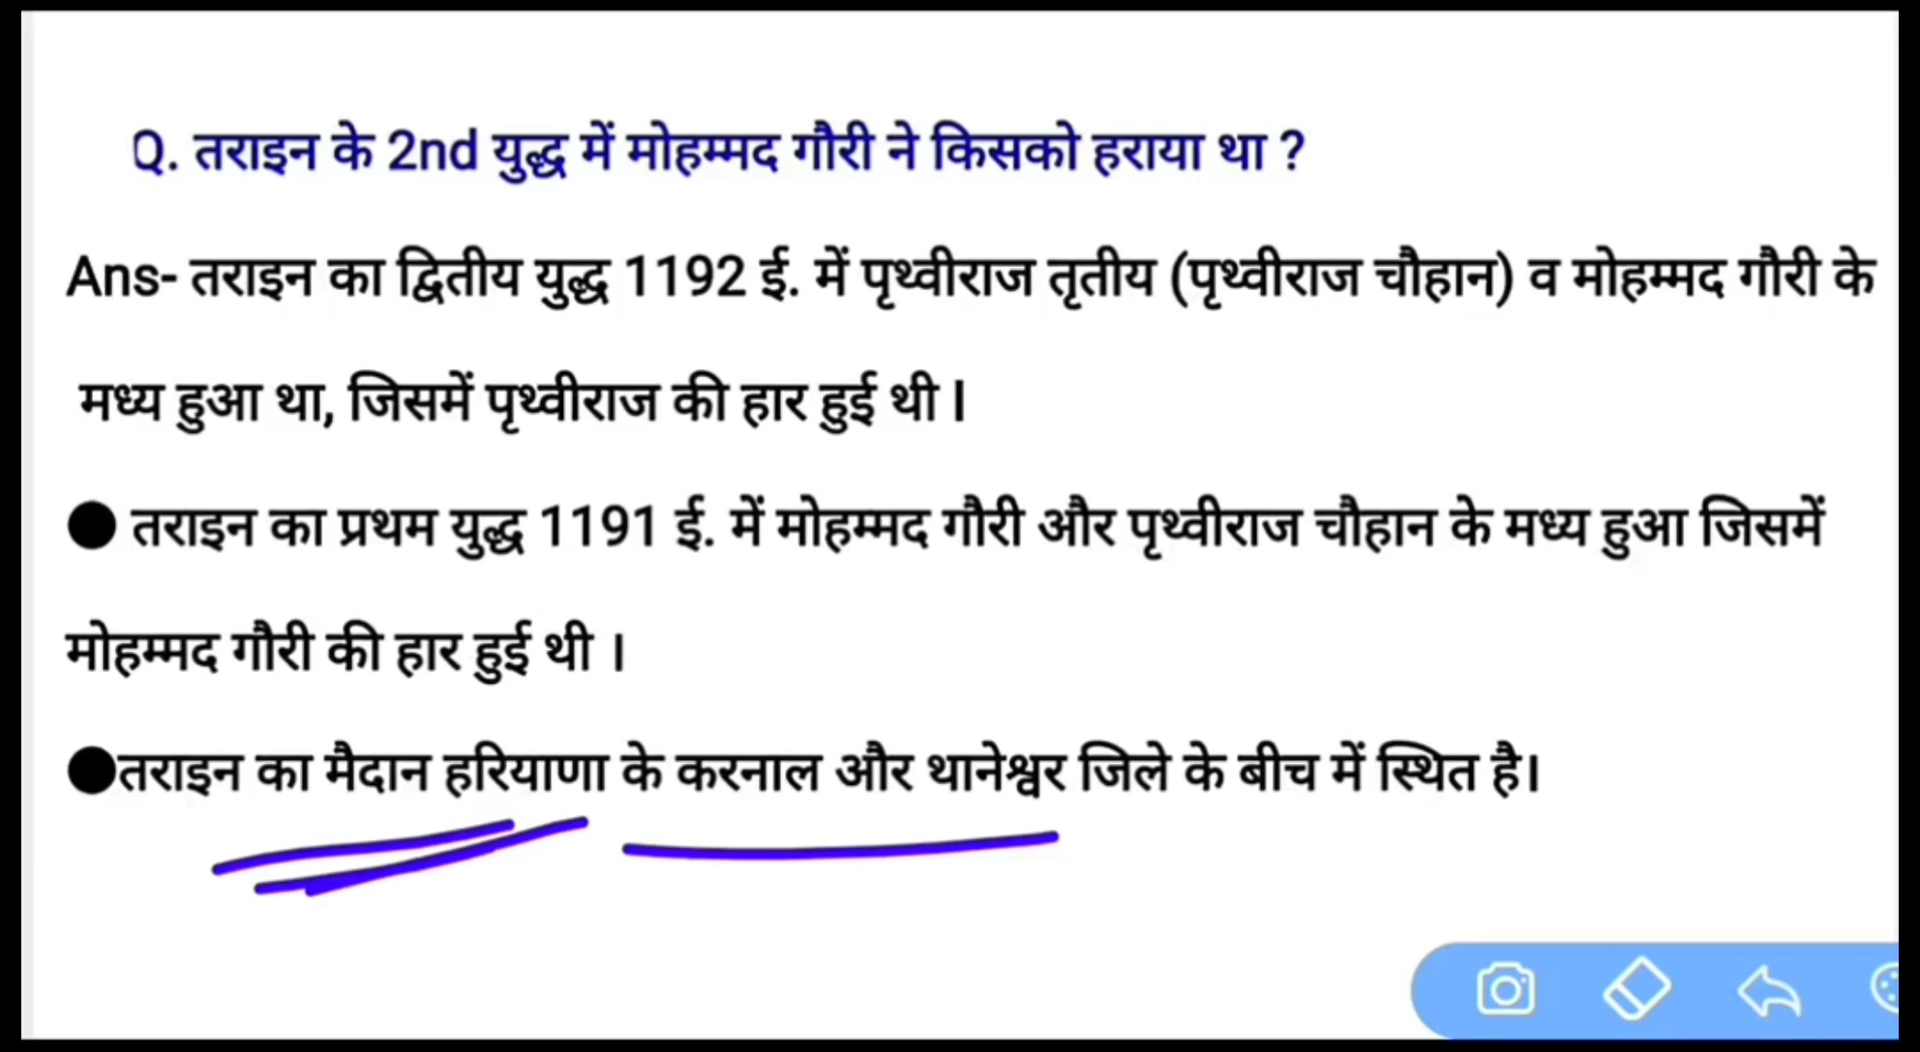 Q. तराइन के 2nd युद्ध में मोहम्मद गौरी ने किसको हराया था ?
Ans- तराइन का द्वितीय युद्ध 1192 ई. में पृथ्वीराज तृतीय (पृथ्वीराज चौहान) व मोहम्मद गौरी के
मध्य हुआ था, जिसमें पृथ्वीराज की हार हुई थी ।
● तराइन का प्रथम युद्ध 1191 ई. में मोहम्मद गौरी और पृथ्वीराज चौहान के मध्य हुआ जिसमें
मोहम्मद गौरी की हार हुई थी ।
●तराइन का मैदान हरियाणा के करनाल और थानेश्वर जिले के बीच में स्थित है।